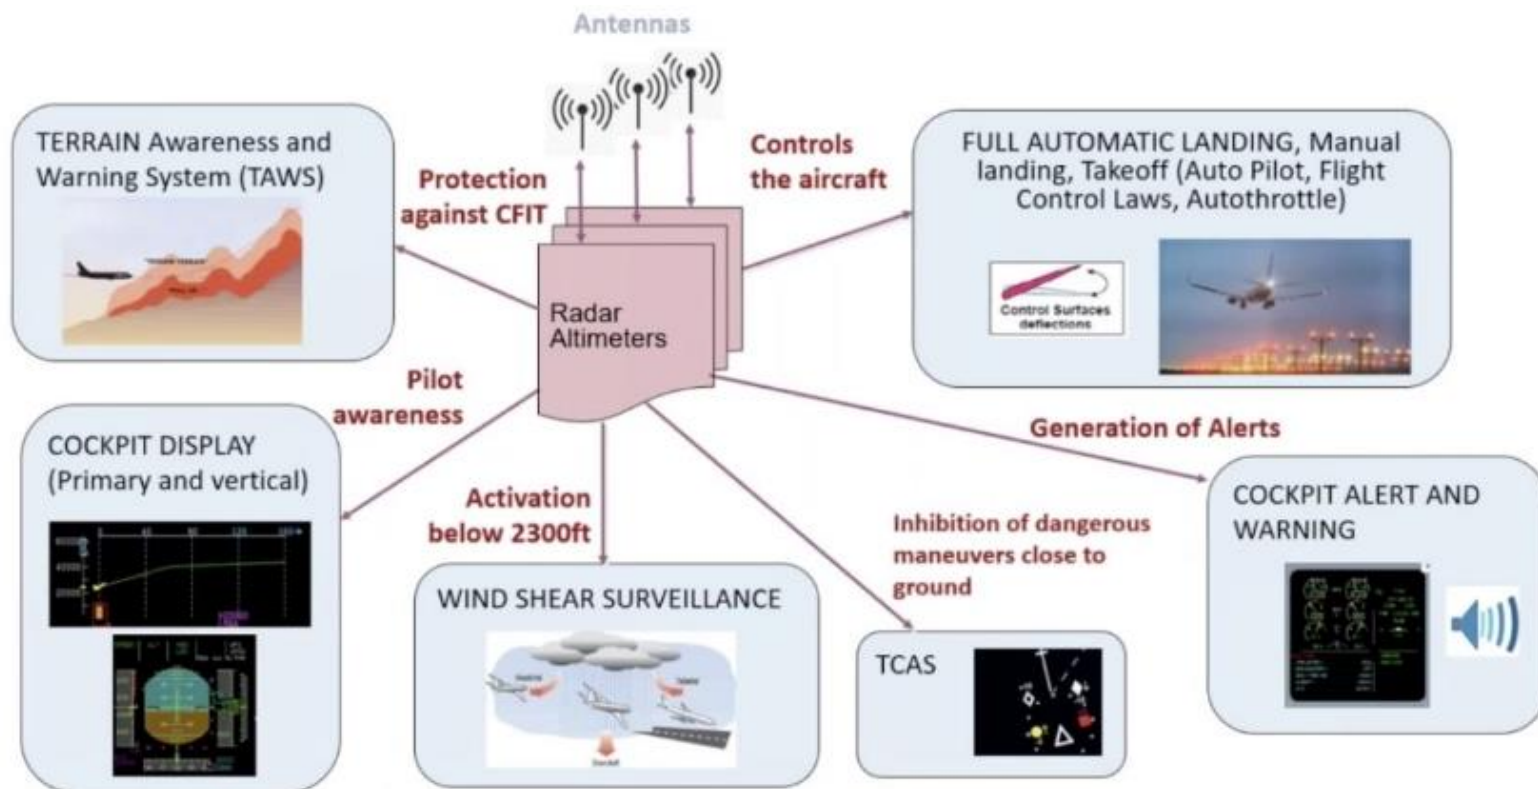 Antennas
TERRAIN Awareness and
Warning System (TAWS)
Protection
against CFIT
Controls
the aircraft
FULL AUTOMATIC LANDING, Manual
landing, Takeoff (Auto Pilot, Flight
Control Laws, Autothrottle)
Control Surfaces
deflections
Radar
Altimeters
Pilot
awareness
COCKPIT DISPLAY
(Primary and vertical)
Activation
below 2300ft
WIND SHEAR SURVEILLANCE
Inhibition of dangerous
maneuvers close to
ground
TCAS
Generation of Alerts
COCKPIT ALERT AND
WARNING